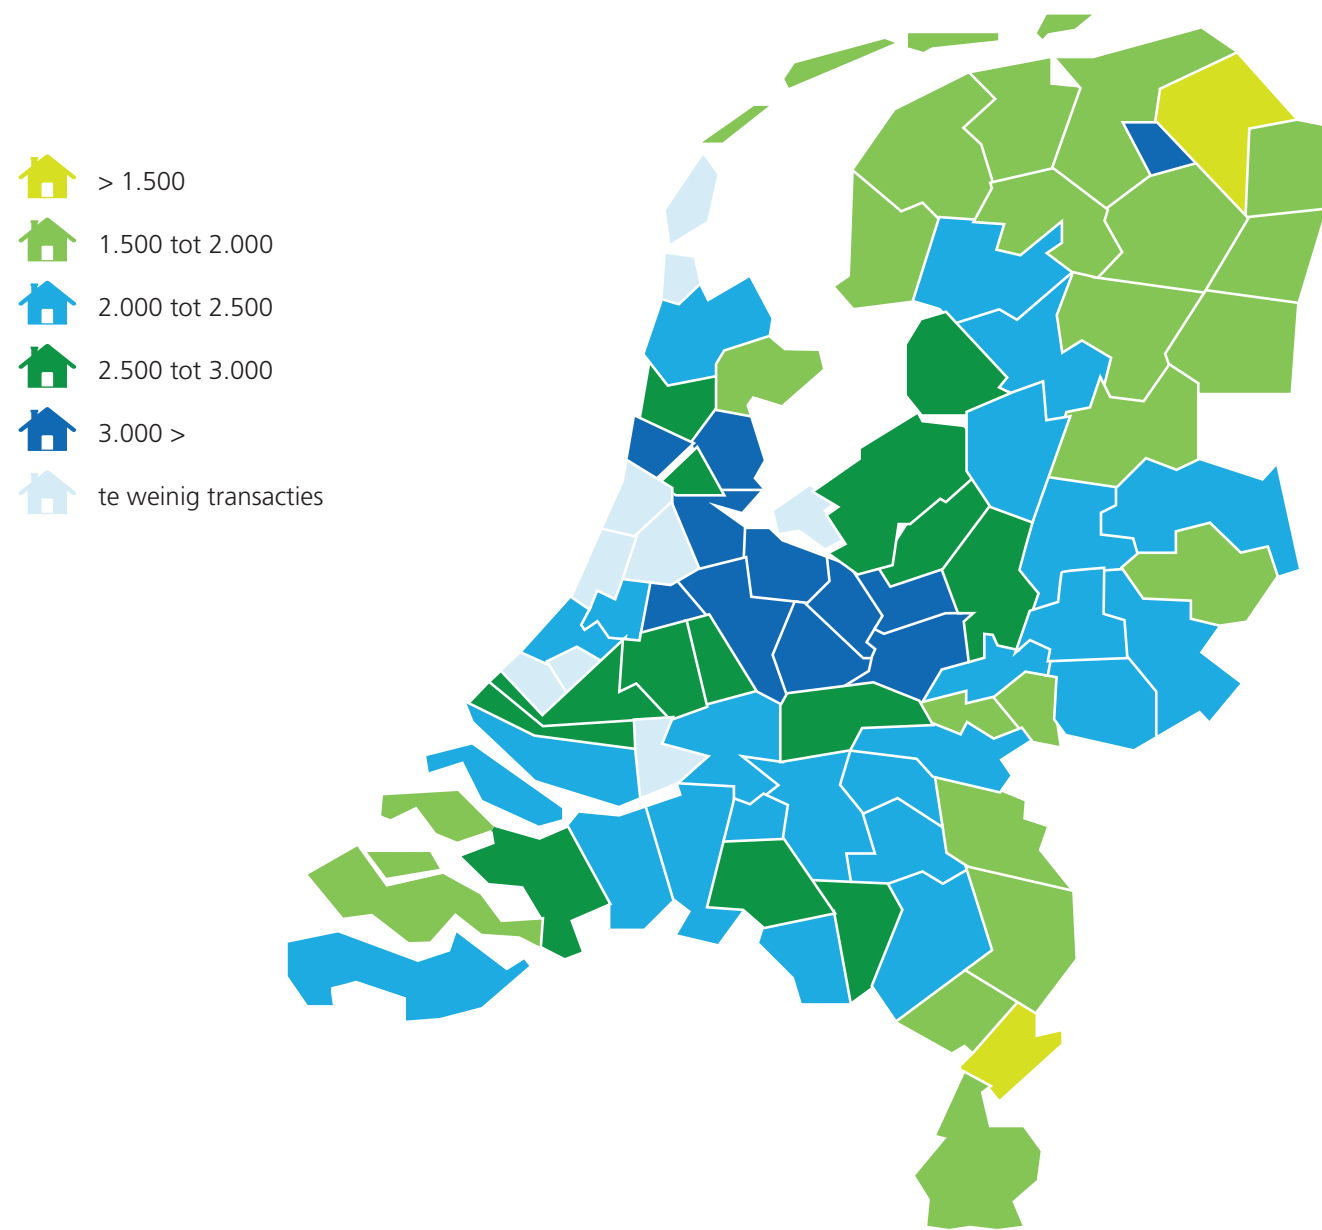 > 1.500
1.500 tot 2.000
2.000 tot 2.500
2.500 tot 3.000
3.000 >
te weinig transacties